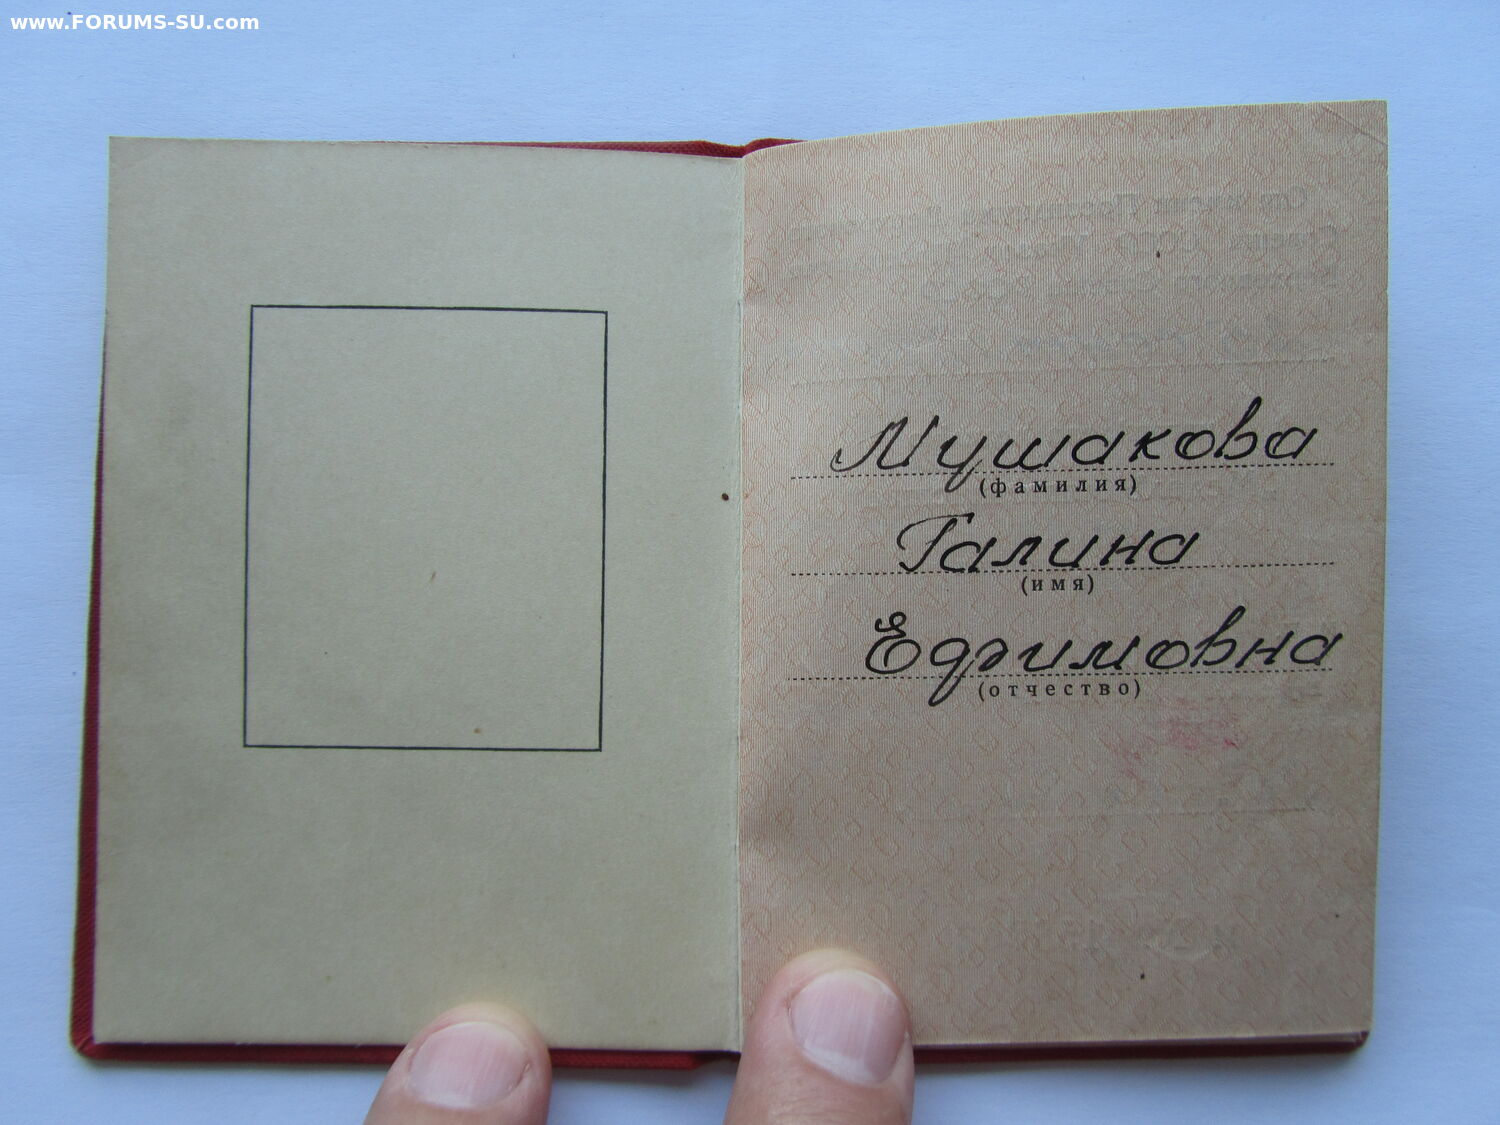 www.FORUMS-SU.com
Мушакова
(фамилия)
Галина
(имя)
Ефимовна
(отчество)